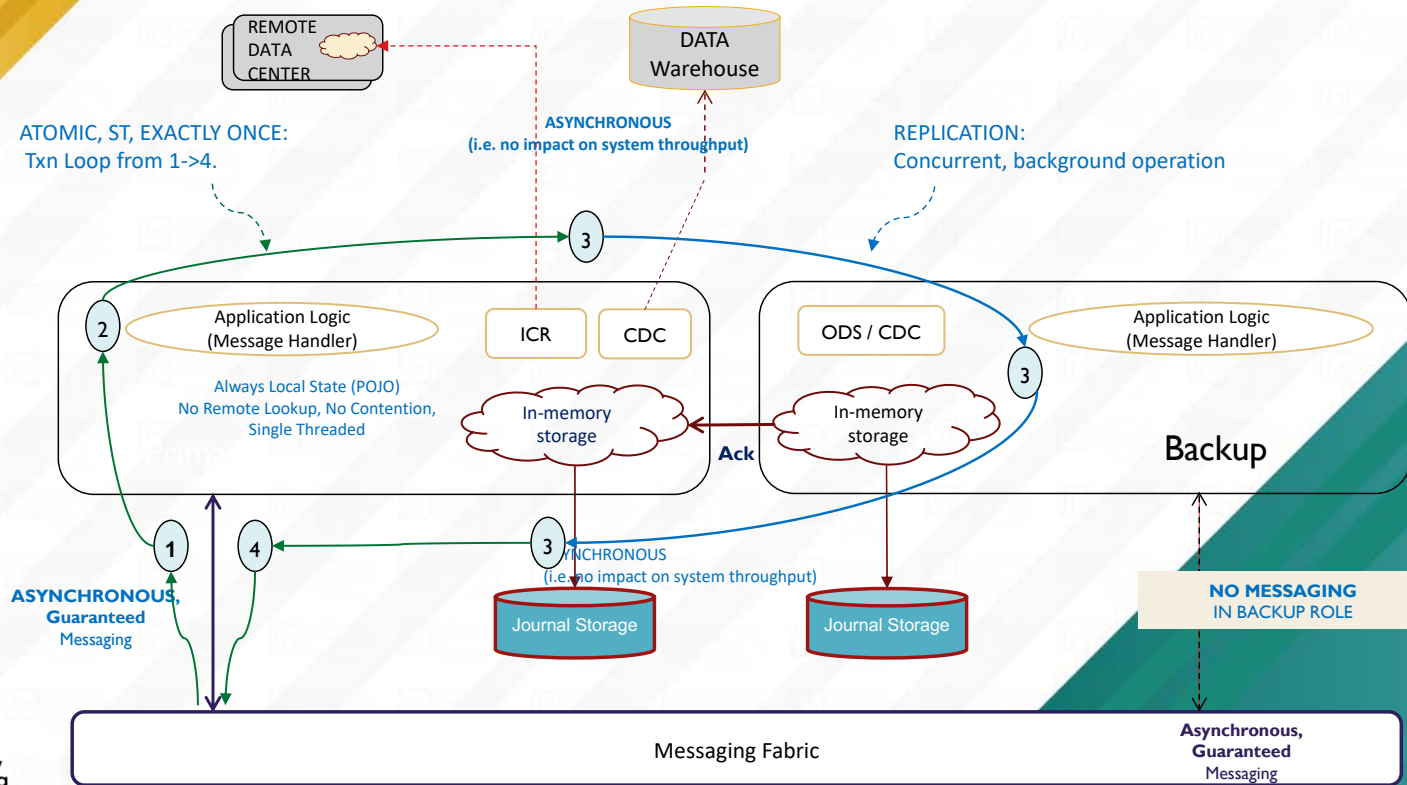 REMOTE
DATA
CENTER
DATA
Warehouse
ATOMIC, ST, EXACTLY ONCE:
Txn Loop from 1->4.
ASYNCHRONOUS
(i.e. no impact on system throughput)
REPLICATION:
Concurrent, background operation
3
2
Application Logic
(Message Handler)
ICR
CDC
ODS / CDC
Application Logic
(Message Handler)
3
Always Local State (POJO)
No Remote Lookup, No Contention,
Single Threaded
In-memory
storage
In-memory
storage
Prima
Ack
Backup
1
4
3
YNCHRONOUS
(i.e. no impact on system throughput)
ASYNCHRONOUS,
Guaranteed
Messaging
Journal Storage
Journal Storage
NO MESSAGING
IN BACKUP ROLE
Messaging Fabric
Asynchronous,
Guaranteed
Messaging